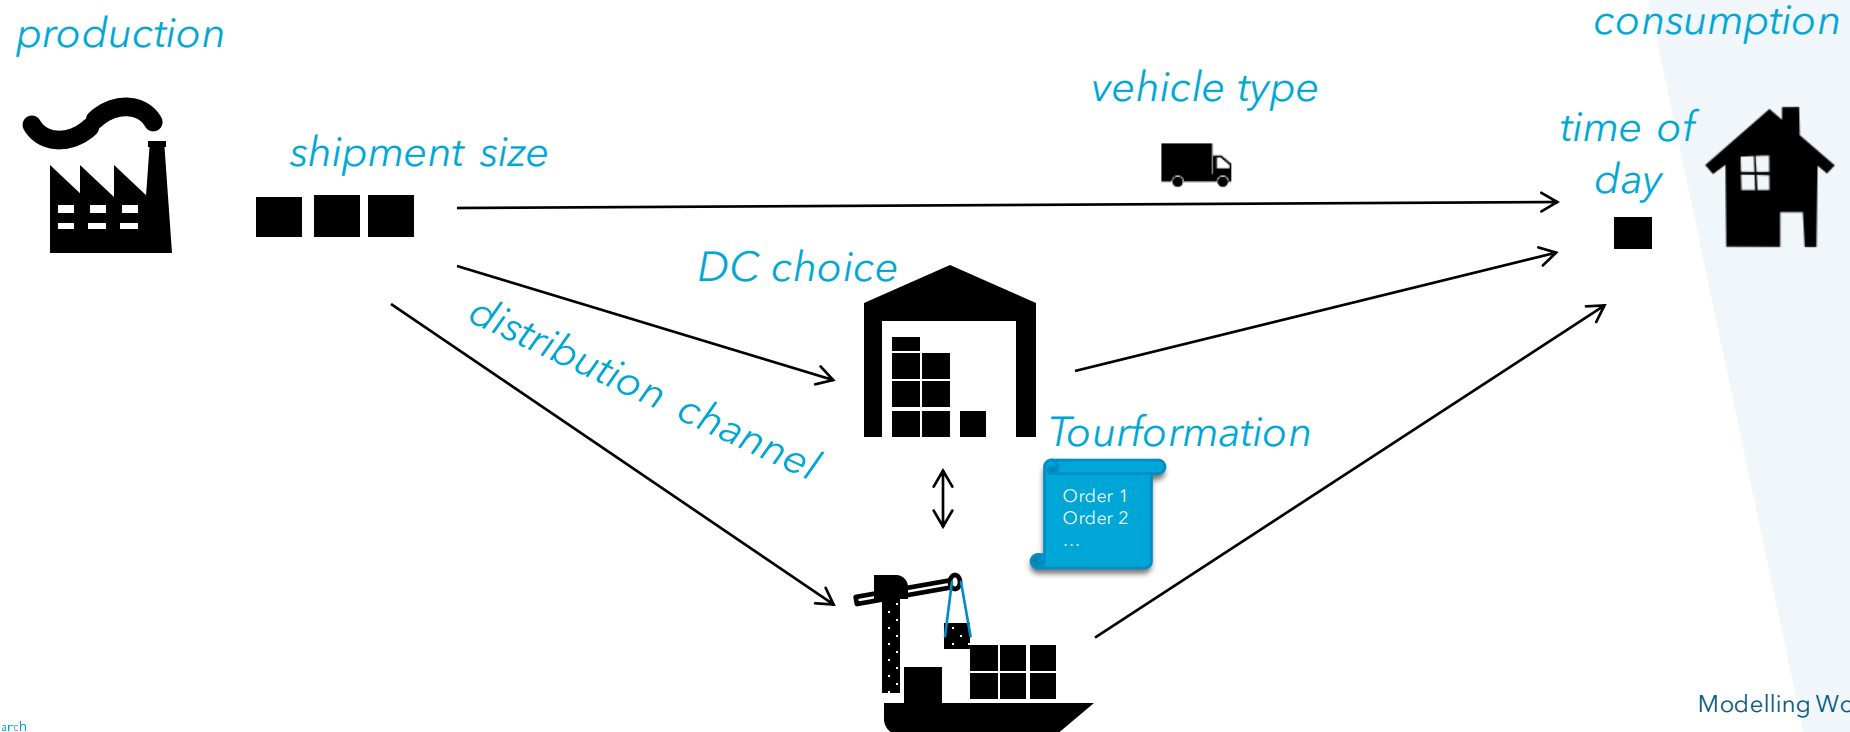 production
consumption
vehicle type
time of
day
shipment size
DC choice
distribution channel
Tourformation
Order 1
Order 2
...
Modelling
arch